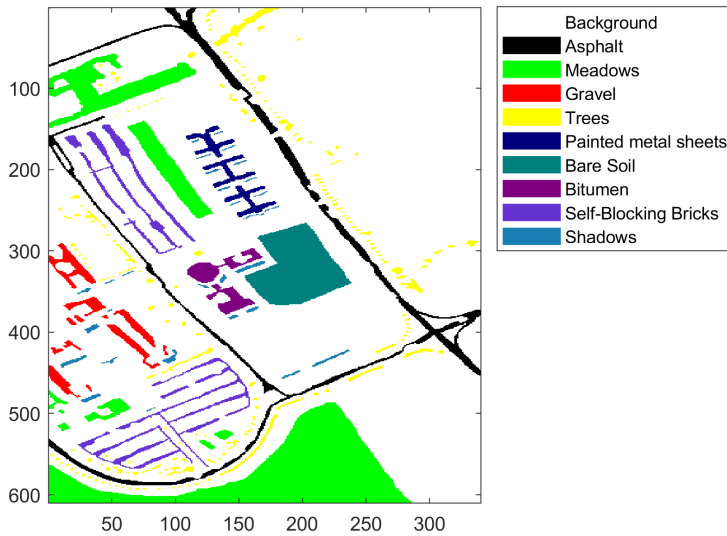 Background
Asphalt
Meadows
Gravel
Trees
Painted metal sheets
Bare Soil
Bitumen
Self-Blocking Bricks
Shadows
100
200
300
400
500
600
50 100 150 200 250 300